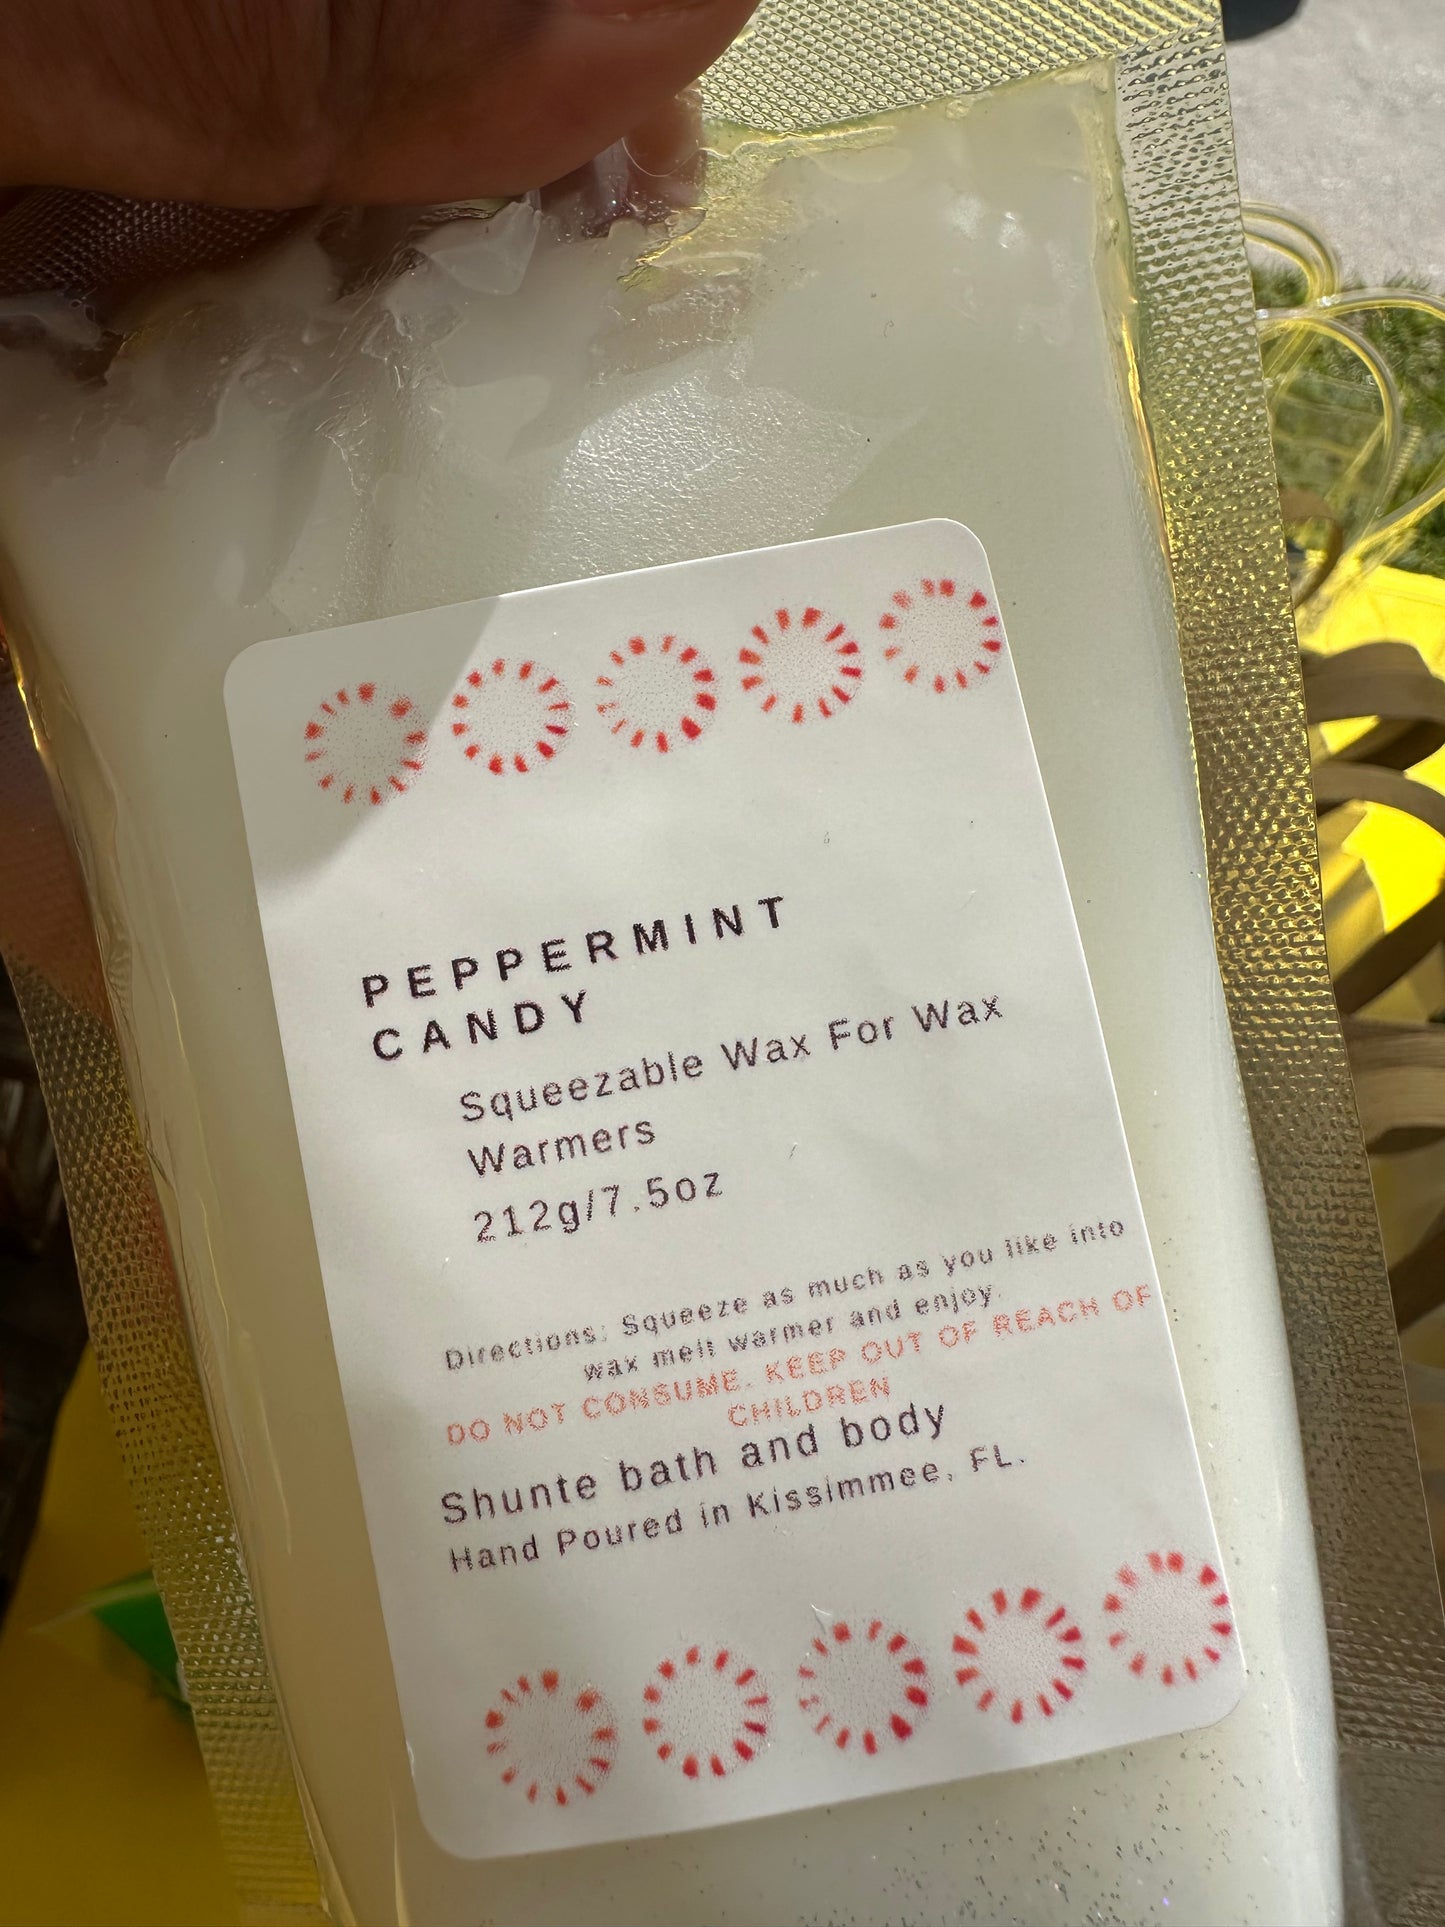 PEPPERMINT
CANDY
Squeezable Wax For Wax
Warmers
212g/7.5oz
Directions: Squeeze as much as you like into
wax melt warmer and enjoy.
DO NOT CONSUME. KEEP OUT OF REACH OF
CHILDREN
Shunte bath and body
Hand Poured in Kissimmee, FL.